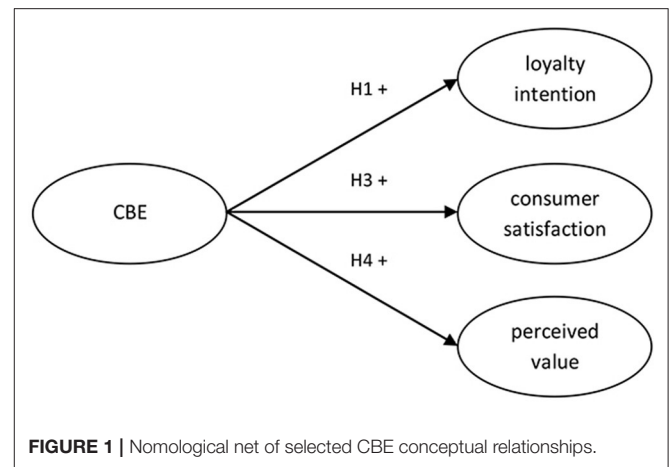 loyalty
intention
H1 +
H3 +
CBE
consumer
satisfaction
H4 +
perceived
value
FIGURE 1 | Nomological net of selected CBE conceptual relationships.